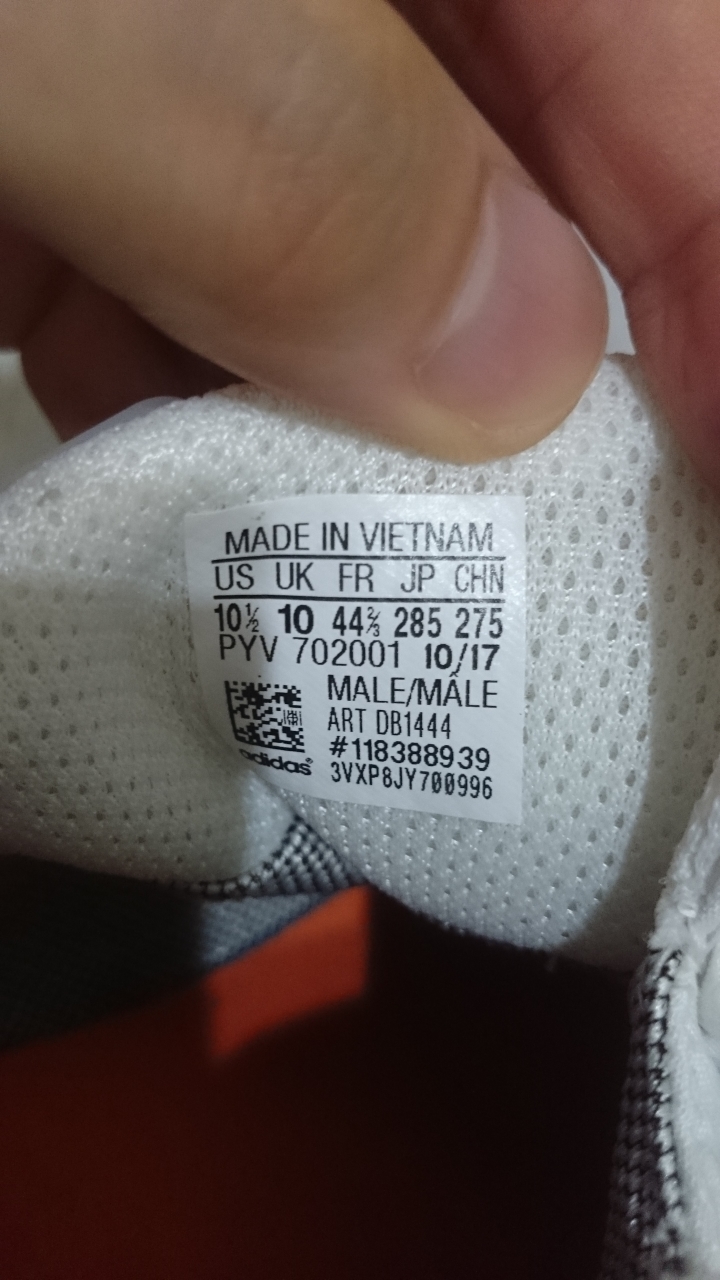 MADE IN VIETNAM
US UK FR JP CHN
10½ 10 44⅔ 285 275
PYV 702001 10/17
MALE/MÂLE
ART DB1444
#118388939
3VXP8JY700996
adidas®